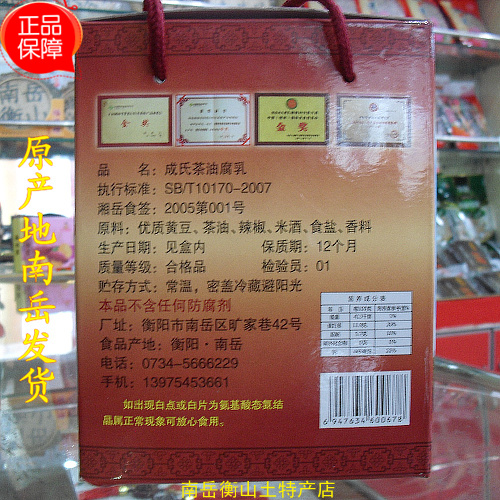 正品
保障
原产地南岳发货
金奖
金奖
品 名：成氏茶油腐乳
执行标准：SB/T10170-2007
湘岳食签：2005第001号
原料：优质黄豆、茶油、辣椒、米酒、食盐、香料
生产日期：见盒内 保质期：12个月
质量等级：合格品 检验员：01
贮存方式：常温，密盖冷藏避阳光
本品不含任何防腐剂
厂址：衡阳市南岳区旷家巷42号
食品产地：衡阳·南岳
电话：0734-5666229
手机：13975453661
如出现白点或白片为氨基酸态氨结
晶属正常现象可放心食用。
营养成分表
6947634600678
南岳衡山土特产店